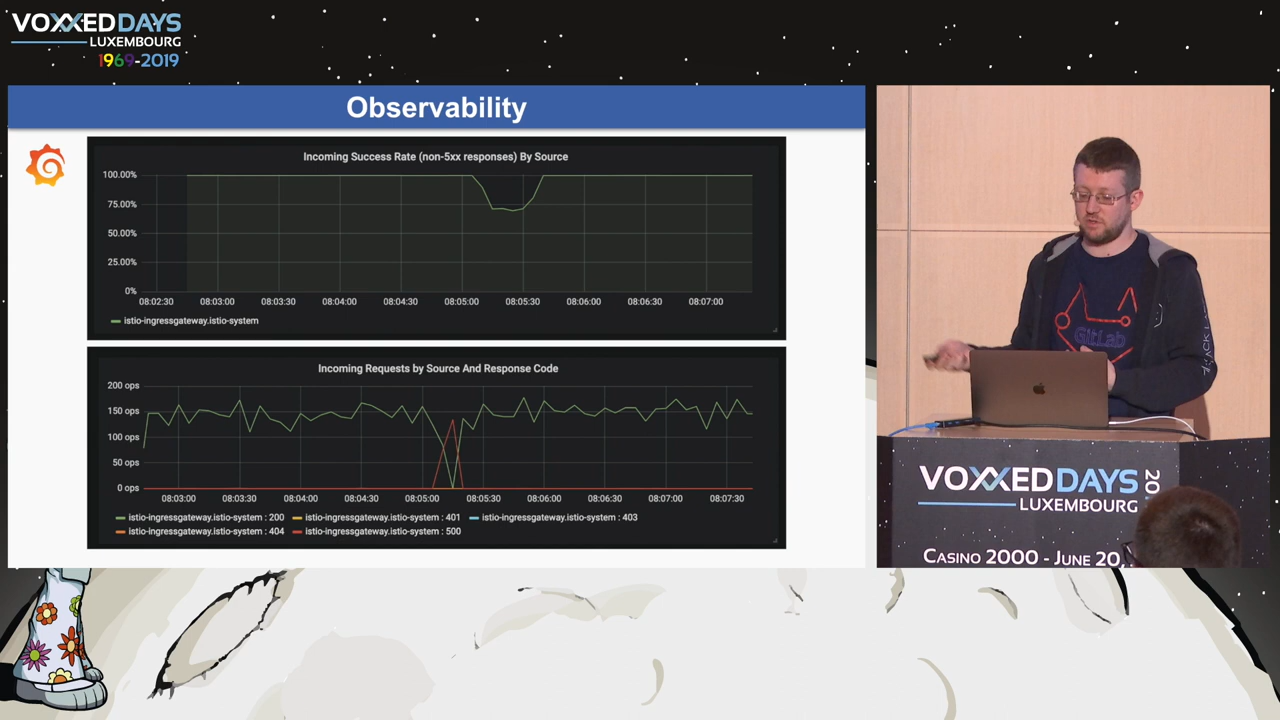 VOXXEDDAYS
LUXEMBOURG
1969-2019
Observability
Incoming Success Rate (non-5xx responses) By Source
100.00%
75.00%
50.00%
25.00%
0%
08:02:30 08:03:00 08:03:30 08:04:00 08:04:30 08:05:00 08:05:30 08:06:00 08:06:30 08:07:00
istio-ingressgateway.istio-system
Incoming Requests by Source And Response Code
200 ops
150 ops
100 ops
50 ops
0 ops
08:03:00 08:03:30 08:04:00 08:04:30 08:05:00 08:05:30 08:06:00 08:06:30 08:07:00 08:07:30
istio-ingressgateway.istio-system : 200 istio-ingressgateway.istio-system : 401 istio-ingressgateway.istio-system : 403
istio-ingressgateway.istio-system : 404 istio-ingressgateway.istio-system : 500
GitLab
VOXXEDDAYS 20
LUXEMBOURG
CASINO 2000 - JUNE 20,